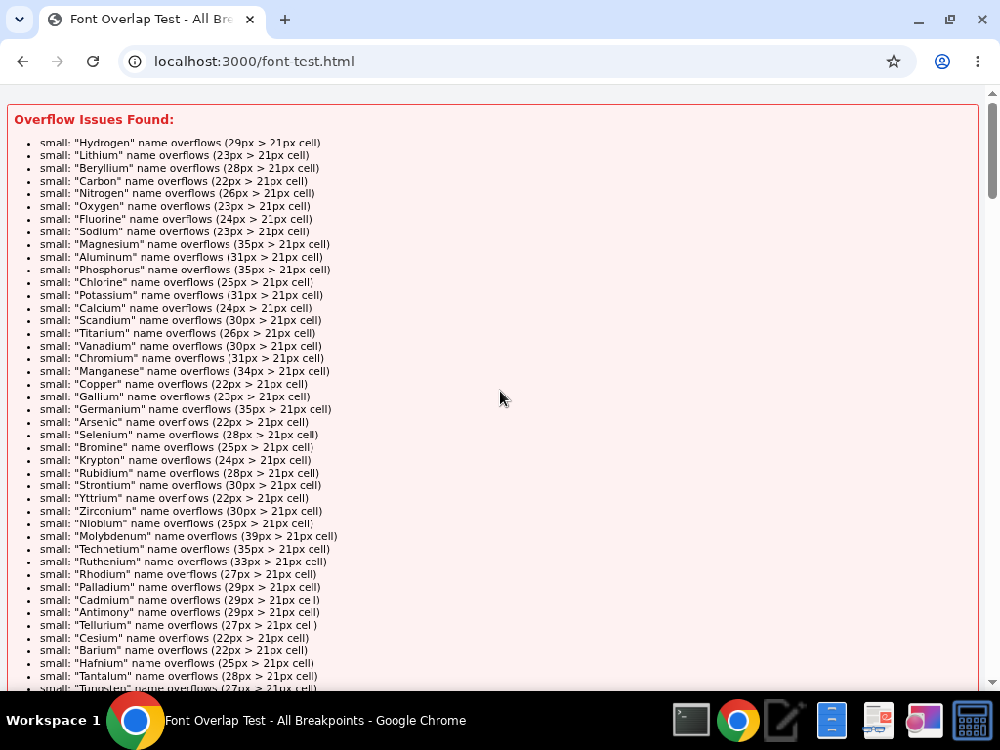 Font Overlap Test - All Bre
localhost:3000/font-test.html
Overflow Issues Found:
• small: "Hydrogen" name overflows (29px > 21px cell)
• small: "Lithium" name overflows (23px > 21px cell)
• small: "Beryllium" name overflows (28px > 21px cell)
• small: "Carbon" name overflows (22px > 21px cell)
• small: "Nitrogen" name overflows (26px > 21px cell)
• small: "Oxygen" name overflows (23px > 21px cell)
• small: "Fluorine" name overflows (24px > 21px cell)
• small: "Sodium" name overflows (23px > 21px cell)
• small: "Magnesium" name overflows (35px > 21px cell)
• small: "Aluminum" name overflows (31px > 21px cell)
• small: "Phosphorus" name overflows (35px > 21px cell)
• small: "Chlorine" name overflows (25px > 21px cell)
• small: "Potassium" name overflows (31px > 21px cell)
• small: "Calcium" name overflows (24px > 21px cell)
• small: "Scandium" name overflows (30px > 21px cell)
• small: "Titanium" name overflows (26px > 21px cell)
• small: "Vanadium" name overflows (30px > 21px cell)
• small: "Chromium" name overflows (31px > 21px cell)
• small: "Manganese" name overflows (34px > 21px cell)
• small: "Copper" name overflows (22px > 21px cell)
• small: "Gallium" name overflows (23px > 21px cell)
• small: "Germanium" name overflows (35px > 21px cell)
• small: "Arsenic" name overflows (22px > 21px cell)
• small: "Selenium" name overflows (28px > 21px cell)
• small: "Bromine" name overflows (25px > 21px cell)
• small: "Krypton" name overflows (24px > 21px cell)
• small: "Rubidium" name overflows (28px > 21px cell)
• small: "Strontium" name overflows (30px > 21px cell)
• small: "Yttrium" name overflows (22px > 21px cell)
• small: "Zirconium" name overflows (30px > 21px cell)
• small: "Niobium" name overflows (25px > 21px cell)
• small: "Molybdenum" name overflows (39px > 21px cell)
• small: "Technetium" name overflows (35px > 21px cell)
• small: "Ruthenium" name overflows (33px > 21px cell)
• small: "Rhodium" name overflows (27px > 21px cell)
• small: "Palladium" name overflows (29px > 21px cell)
• small: "Cadmium" name overflows (29px > 21px cell)
• small: "Antimony" name overflows (29px > 21px cell)
• small: "Tellurium" name overflows (27px > 21px cell)
• small: "Cesium" name overflows (22px > 21px cell)
• small: "Barium" name overflows (22px > 21px cell)
• small: "Hafnium" name overflows (25px > 21px cell)
• small: "Tantalum" name overflows (28px > 21px cell)
• small: "Tungsten" name overflows (27px > 21px cell)
Workspace 1
Font Overlap Test - All Breakpoints - Google Chrome